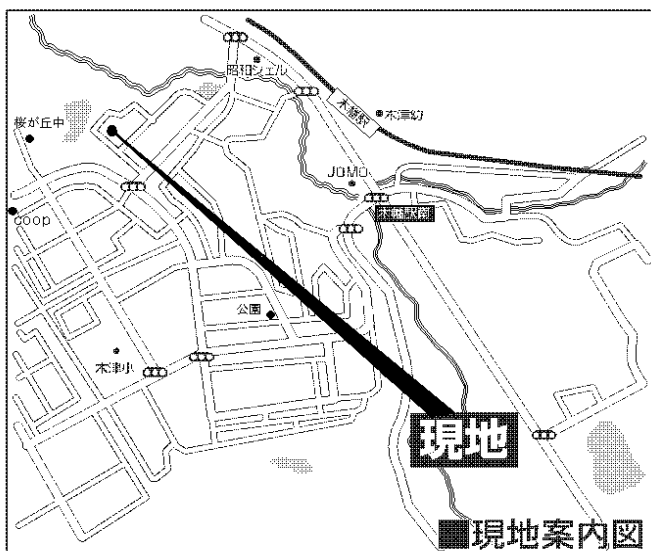 昭和シェル
木幡駅
木津幼
桜が丘中
JOMO
木幡駅前
coop
公園
木津小
現地
■現地案内図